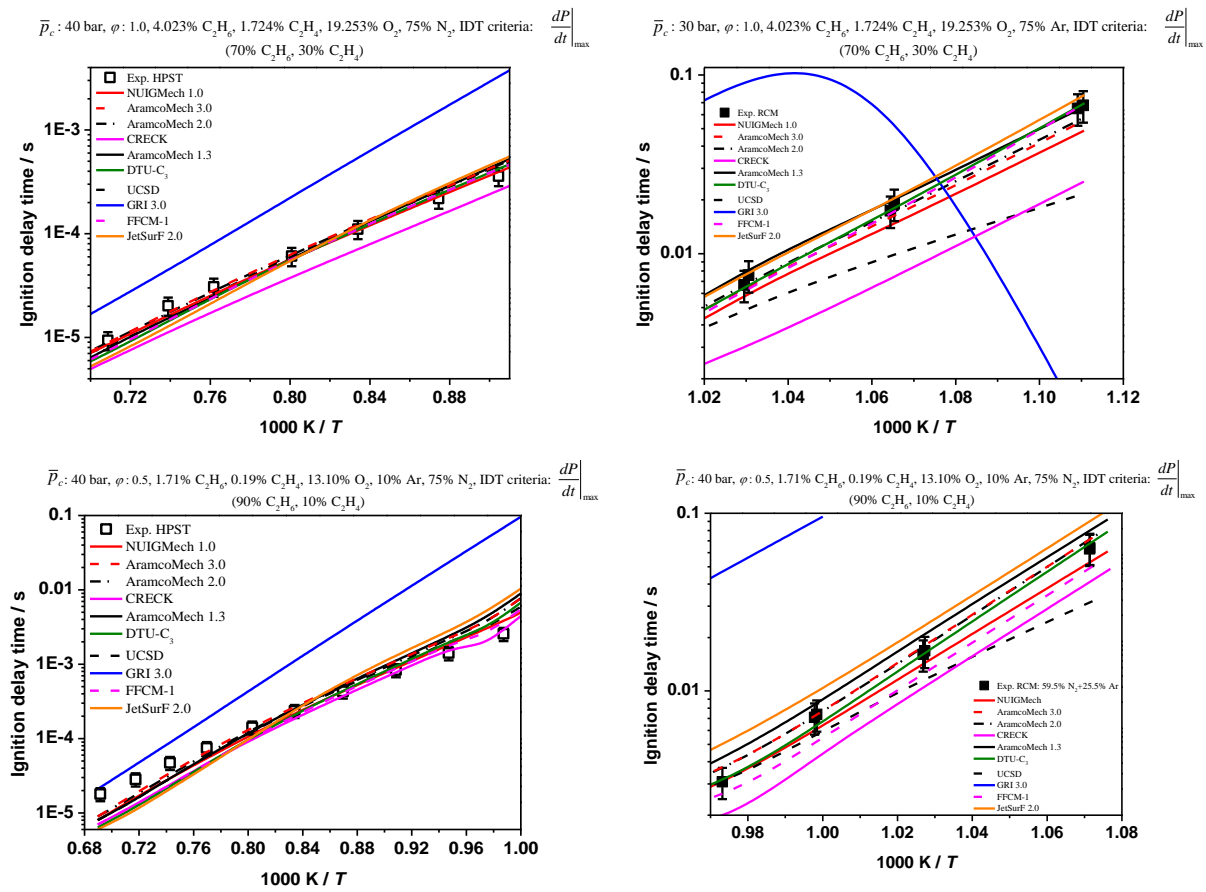 p̅c : 40 bar, φ : 1.0, 4.023% C2H6, 1.724% C2H4, 19.253% O2, 75% N2, IDT criteria: dP/dt|max
(70% C2H6, 30% C2H4)
Ignition delay time / s
1E-3
1E-4
1E-5
Exp. HPST
NUIGMech 1.0
AramcoMech 3.0
AramcoMech 2.0
CRECK
AramcoMech 1.3
DTU-C3
UCSD
GRI 3.0
FFCM-1
JetSurF 2.0
0.72 0.76 0.80 0.84 0.88
1000 K / T
p̅c : 30 bar, φ : 1.0, 4.023% C2H6, 1.724% C2H4, 19.253% O2, 75% Ar, IDT criteria: dP/dt|max
(70% C2H6, 30% C2H4)
Ignition delay time / s
0.1
0.01
Exp. RCM
NUIGMech 1.0
AramcoMech 3.0
AramcoMech 2.0
CRECK
AramcoMech 1.3
DTU-C3
UCSD
GRI 3.0
FFCM-1
JetSurF 2.0
1.02 1.04 1.06 1.08 1.10 1.12
1000 K / T
p̅c : 40 bar, φ : 0.5, 1.71% C2H6, 0.19% C2H4, 13.10% O2, 10% Ar, 75% N2, IDT criteria: dP/dt|max
(90% C2H6, 10% C2H4)
Ignition delay time / s
0.1
0.01
1E-3
1E-4
1E-5
Exp. HPST
NUIGMech 1.0
AramcoMech 3.0
AramcoMech 2.0
CRECK
AramcoMech 1.3
DTU-C3
UCSD
GRI 3.0
FFCM-1
JetSurF 2.0
0.68 0.72 0.76 0.80 0.84 0.88 0.92 0.96 1.00
1000 K / T
p̅c : 40 bar, φ : 0.5, 1.71% C2H6, 0.19% C2H4, 13.10% O2, 10% Ar, 75% N2, IDT criteria: dP/dt|max
(90% C2H6, 10% C2H4)
Ignition delay time / s
0.1
0.01
Exp. RCM: 59.5% N2+25.5% Ar
NUIGMech
AramcoMech 3.0
AramcoMech 2.0
CRECK
AramcoMech 1.3
DTU-C3
UCSD
GRI 3.0
FFCM-1
JetSurF 2.0
0.98 1.00 1.02 1.04 1.06 1.08
1000 K / T